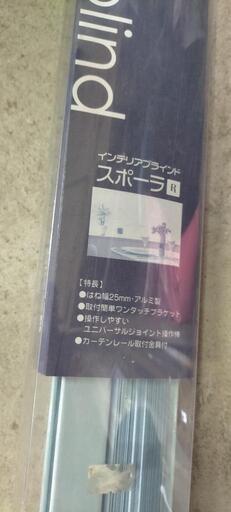 blind
インテリアブラインド
スポーラ R
【特長】
●はね幅25mm・アルミ製
●取付簡単ワンタッチブラケット
●操作しやすい
ユニバーサルジョイント操作棒
●カーテンレール取付金具付